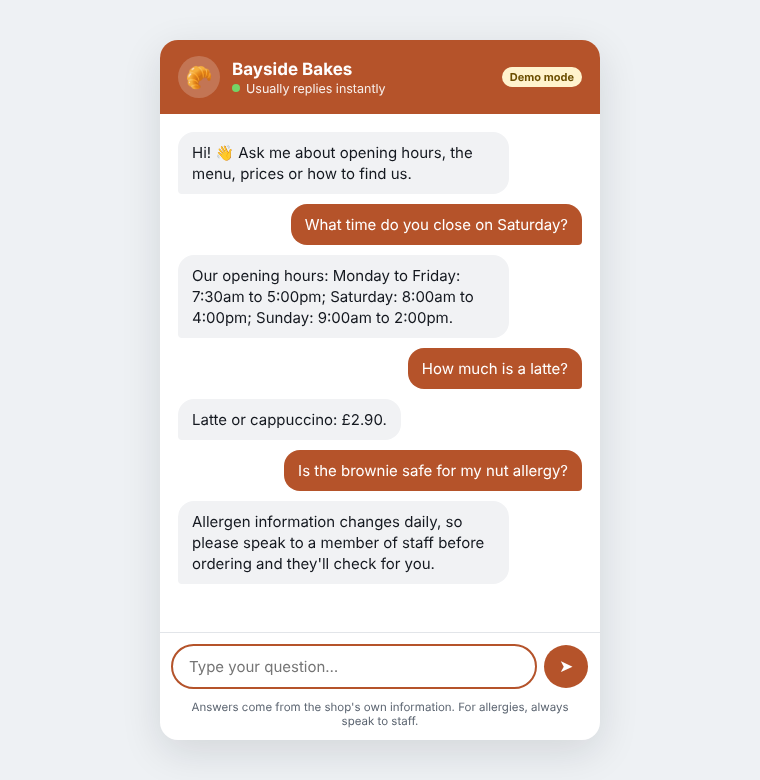 Bayside Bakes
Usually replies instantly
Demo mode
Hi! 👋 Ask me about opening hours, the
menu, prices or how to find us.
What time do you close on Saturday?
Our opening hours: Monday to Friday:
7:30am to 5:00pm; Saturday: 8:00am to
4:00pm; Sunday: 9:00am to 2:00pm.
How much is a latte?
Latte or cappuccino: £2.90.
Is the brownie safe for my nut allergy?
Allergen information changes daily, so
please speak to a member of staff before
ordering and they'll check for you.
Type your question...
Answers come from the shop's own information. For allergies, always
speak to staff.